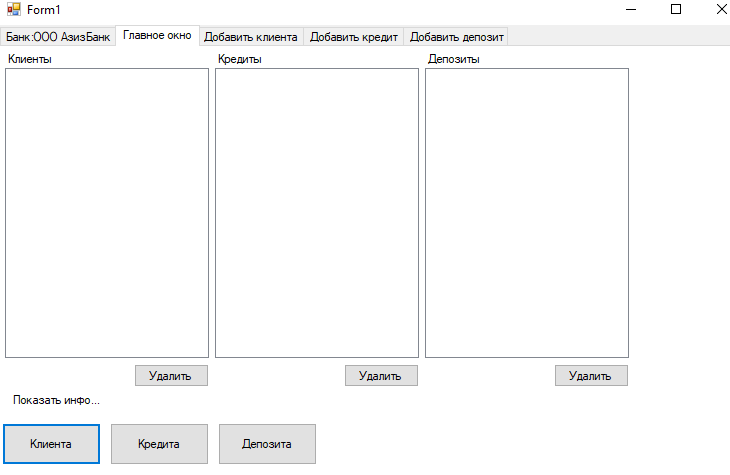 Form1
Банк:ООО АзизБанк Главное окно Добавить клиента Добавить кредит Добавить депозит
Клиенты Кредиты Депозиты
Удалить Удалить Удалить
Показать инфо...
Клиента Кредита Депозита